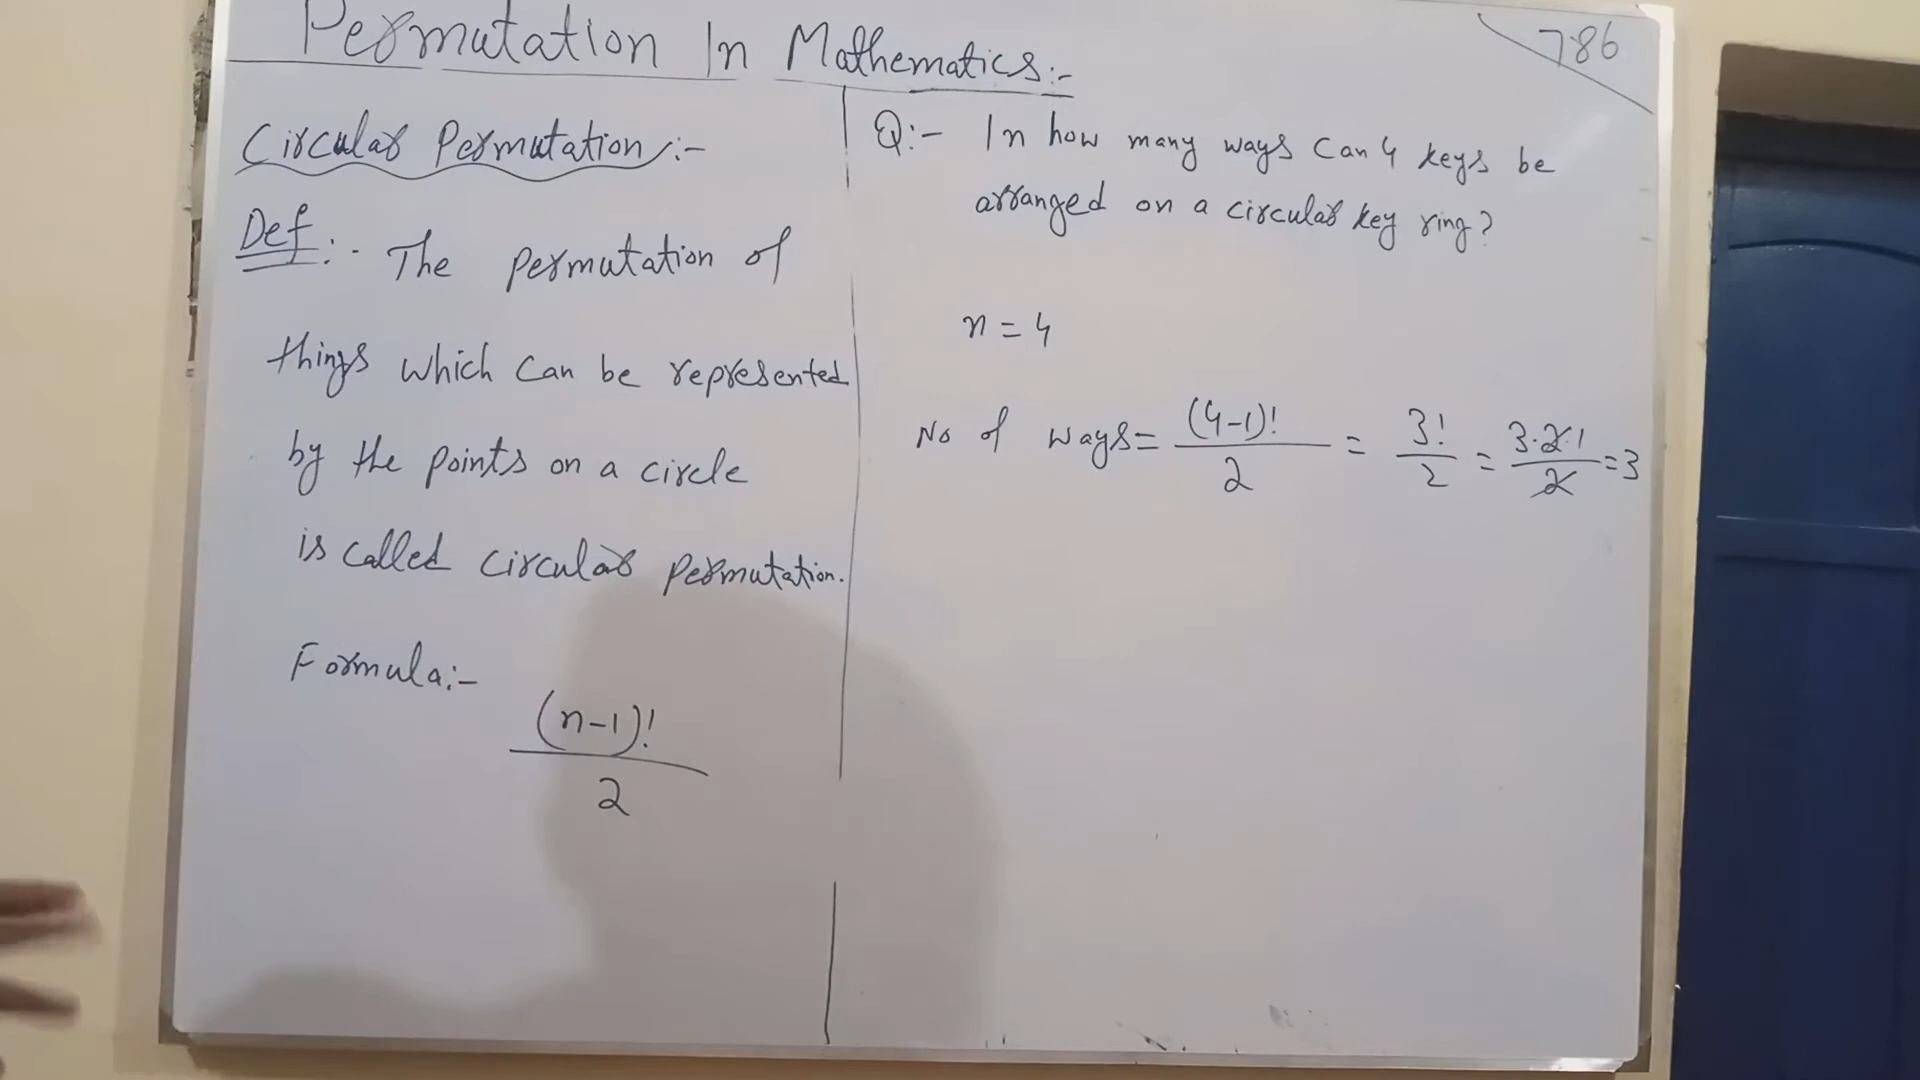 Permutation In Mathematics:-
786
Circular Permutation:-
Def:- The permutation of
things which can be represented
by the points on a circle
is called circular permutation.
Formula:-
(n-1)!
2
Q:- In how many ways can 4 keys be
arranged on a circular key ring?
n = 4
No of ways = (4-1)!/2 = 3!/2 = 3·2·1/2 = 3